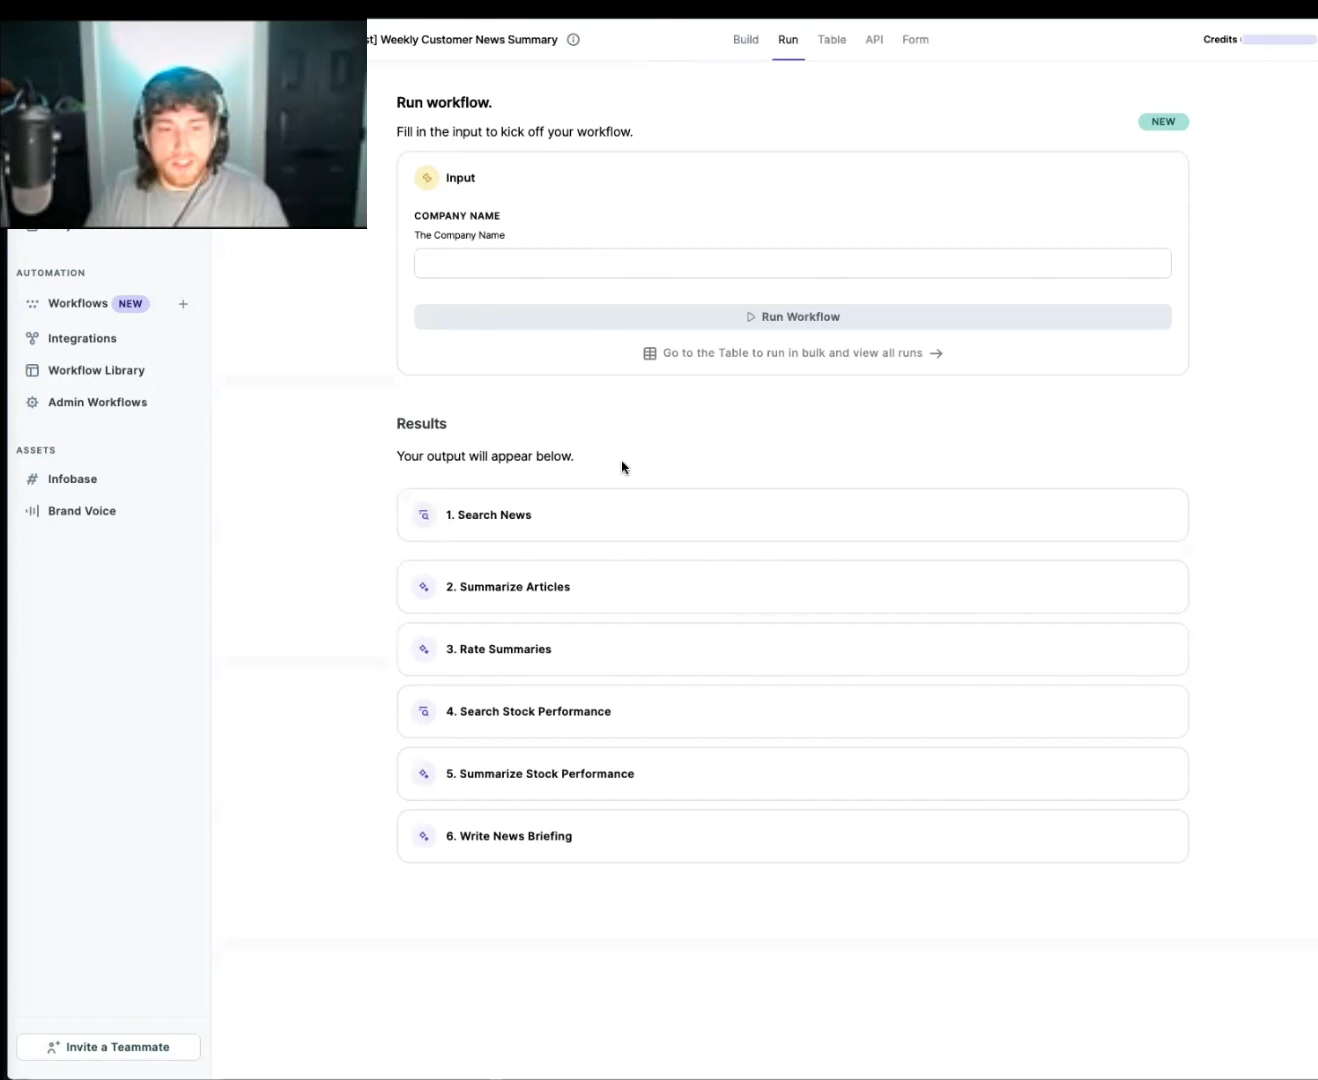 st] Weekly Customer News Summary
Build
Run
Table
API
Form
Credits
Run workflow.
Fill in the input to kick off your workflow.
NEW
Input
COMPANY NAME
The Company Name
Run Workflow
Go to the Table to run in bulk and view all runs
AUTOMATION
Workflows NEW
Integrations
Workflow Library
Admin Workflows
ASSETS
Infobase
Brand Voice
Results
Your output will appear below.
1. Search News
2. Summarize Articles
3. Rate Summaries
4. Search Stock Performance
5. Summarize Stock Performance
6. Write News Briefing
Invite a Teammate